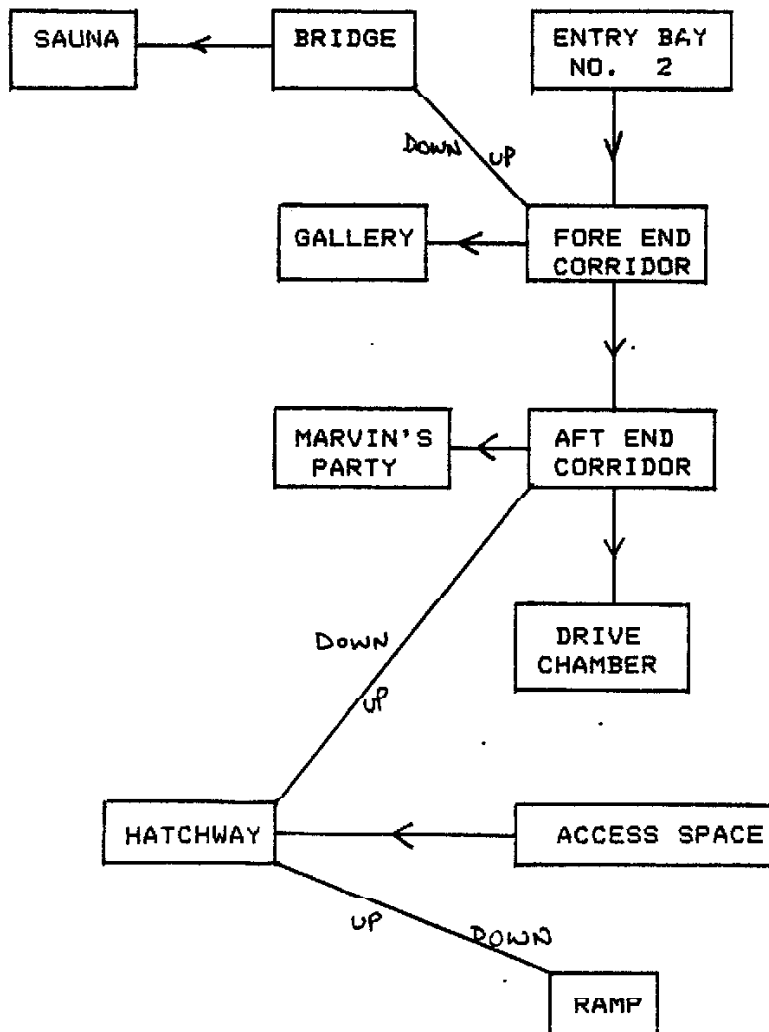 SAUNA
BRIDGE
ENTRY BAY
NO. 2
DOWN
UP
GALLERY
FORE END
CORRIDOR
MARVIN'S
PARTY
AFT END
CORRIDOR
DOWN
UP
DRIVE
CHAMBER
HATCHWAY
ACCESS SPACE
UP
DOWN
RAMP